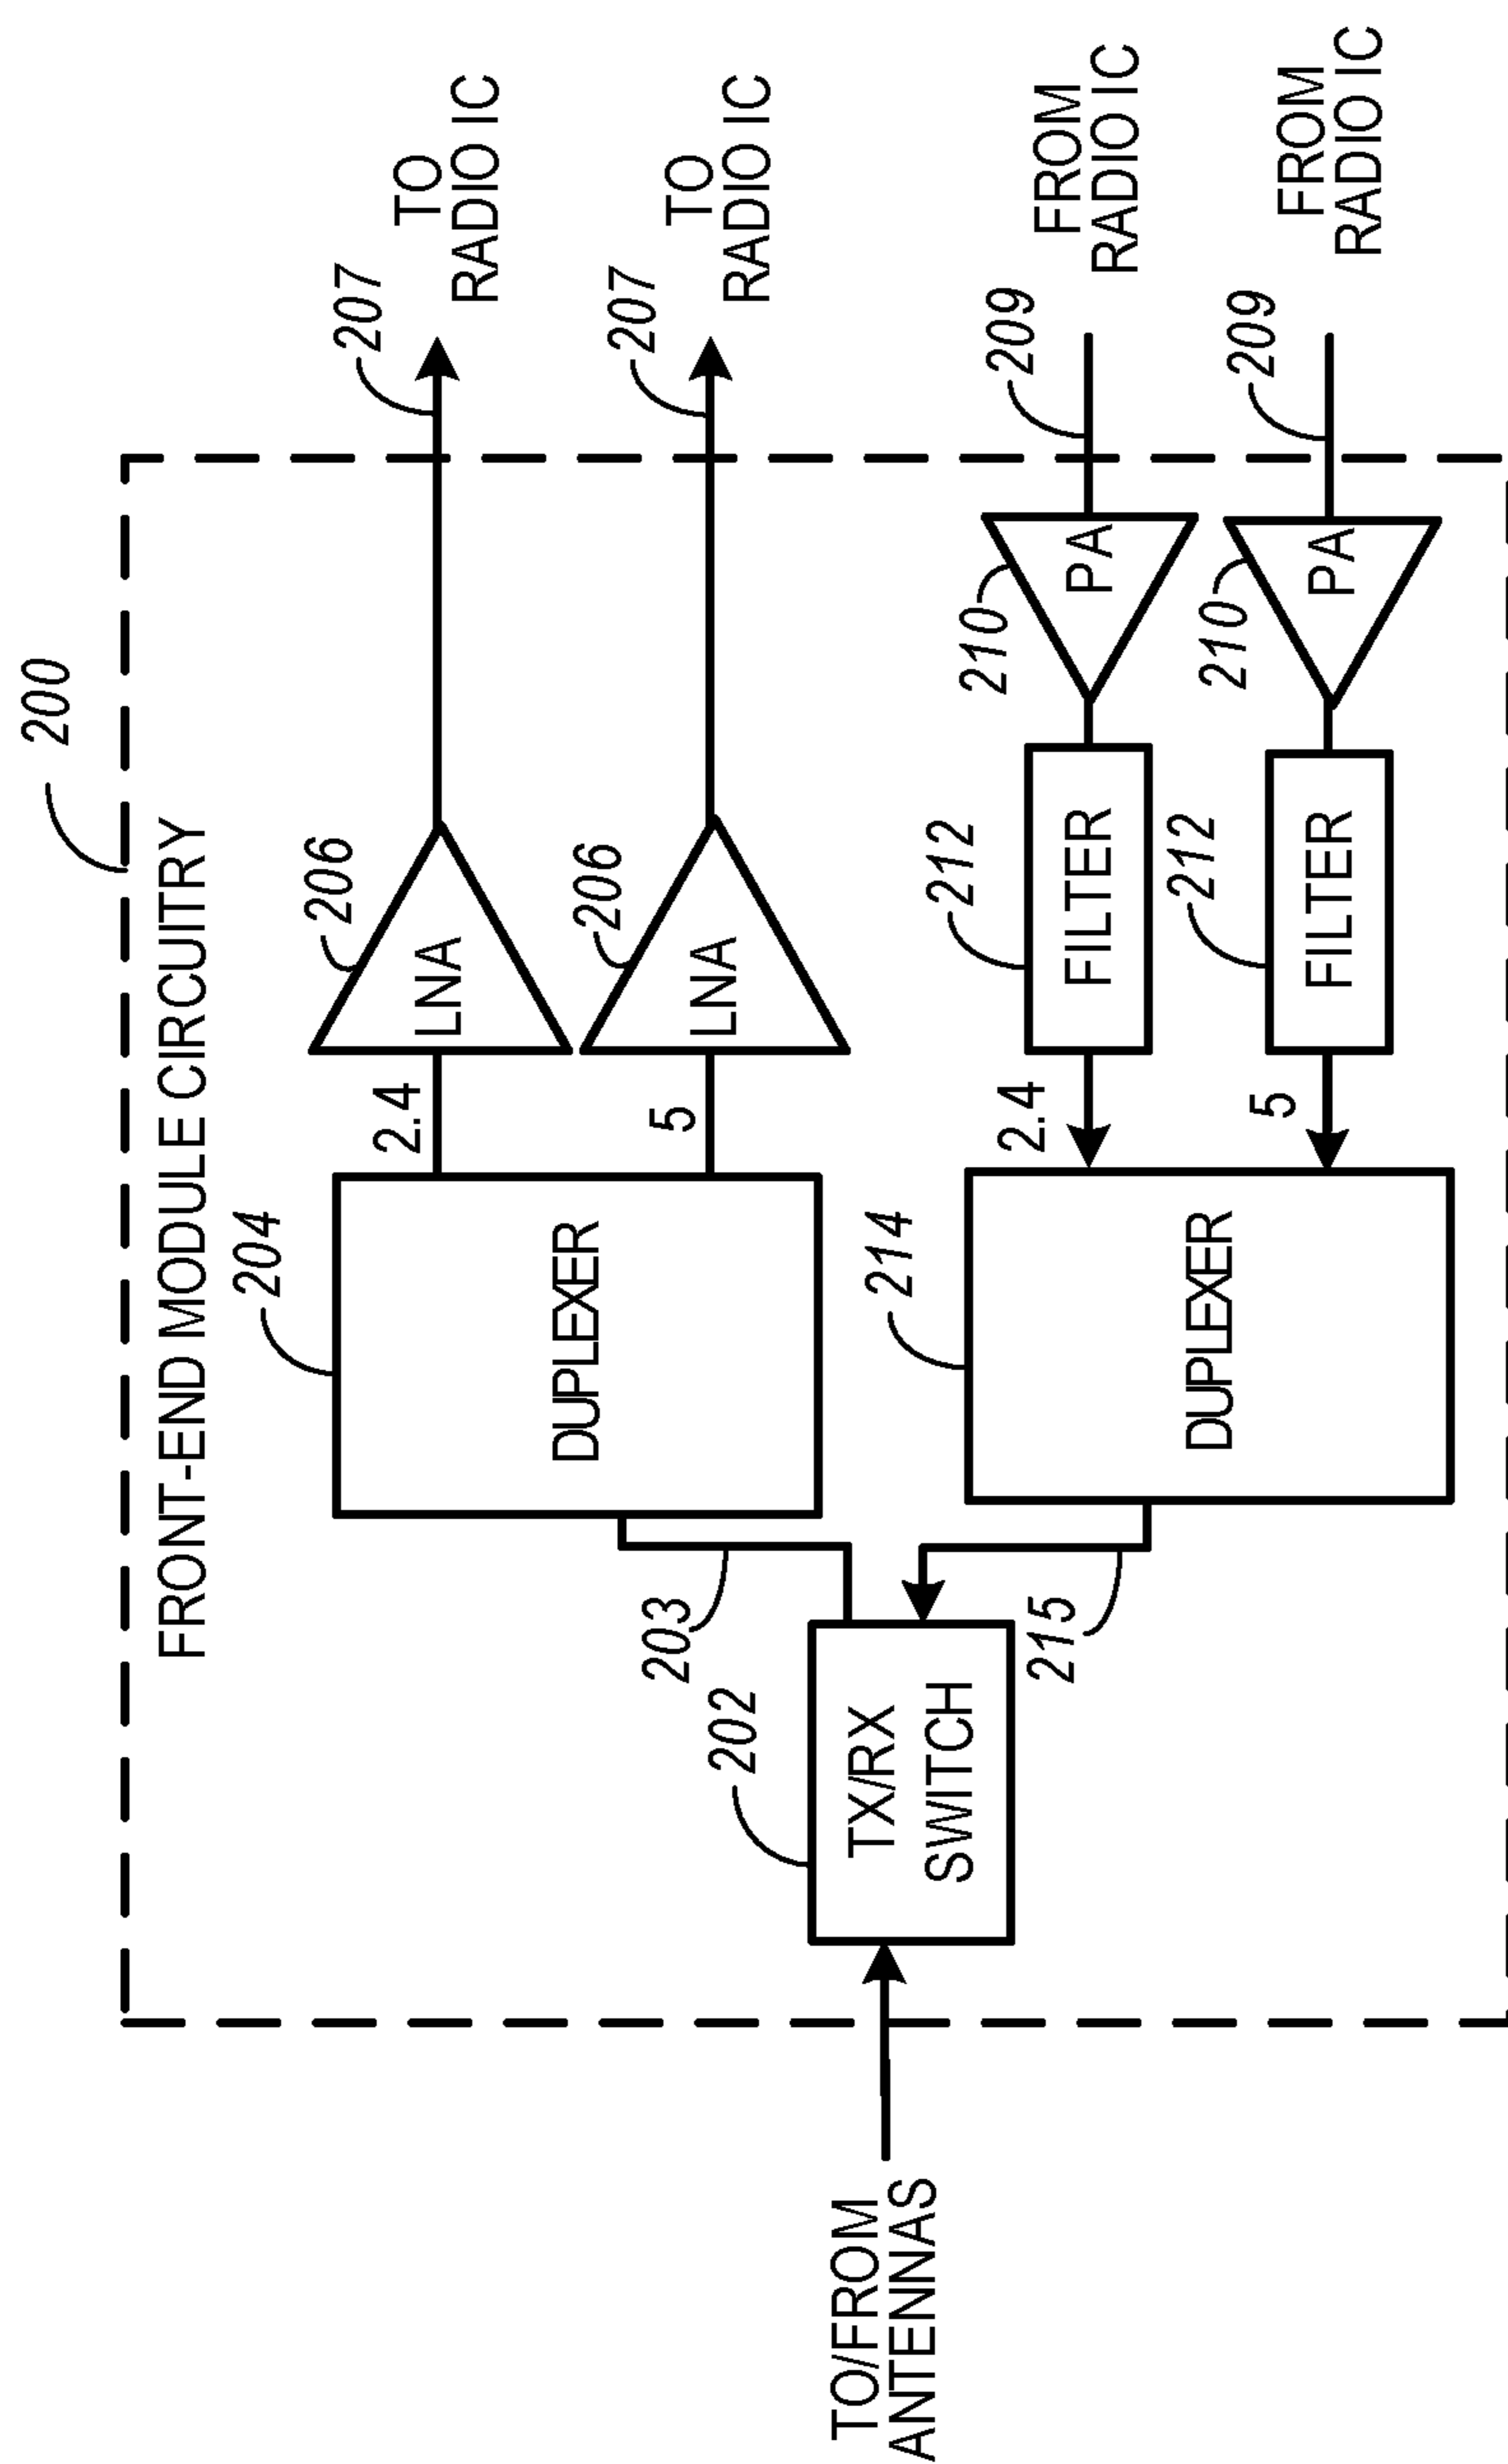 200
FRONT-END MODULE CIRCUITRY
204
DUPLEXER
2.4
206
LNA
207
TO
RADIO IC
5
206
LNA
207
TO
RADIO IC
203
202
TX/RX
SWITCH
TO/FROM
ANTENNAS
215
214
DUPLEXER
2.4
212
FILTER
210
PA
209
FROM
RADIO IC
5
212
FILTER
210
PA
209
FROM
RADIO IC